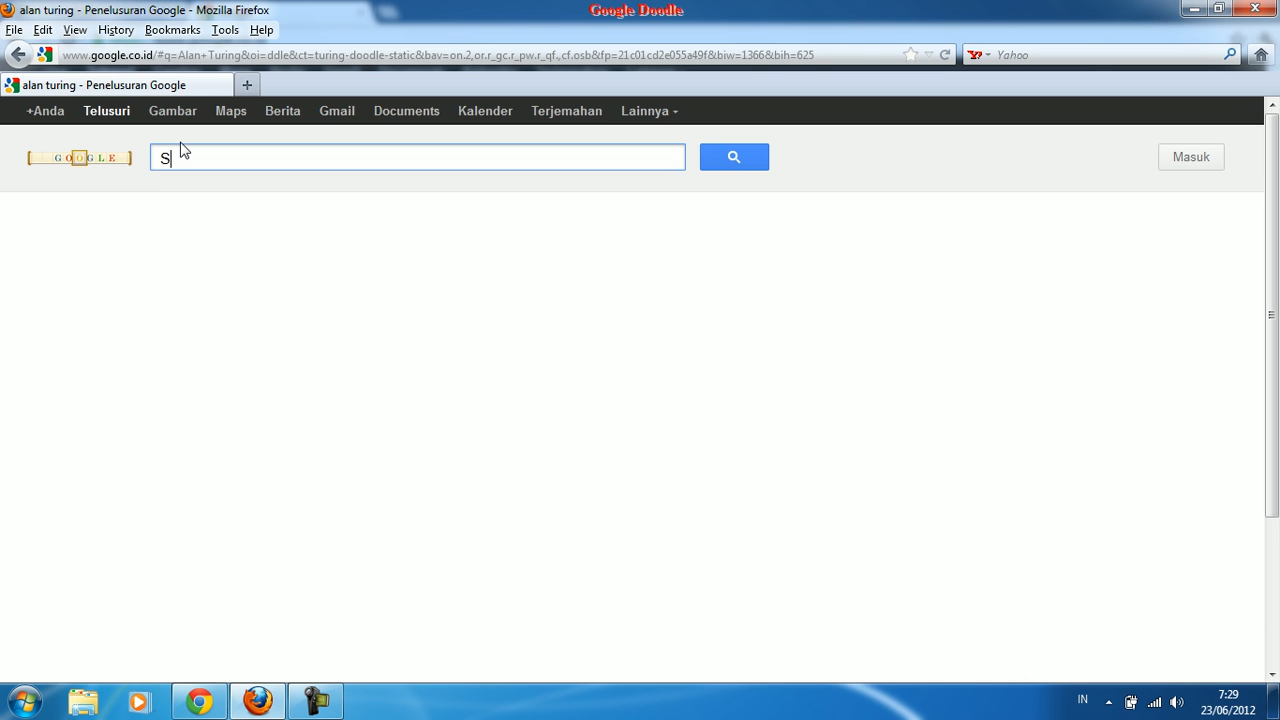 alan turing - Penelusuran Google - Mozilla Firefox
Google Doodle
File Edit View History Bookmarks Tools Help
www.google.co.id/#q=Alan+Turing&oi=ddle&ct=turing-doodle-static&bav=on.2,or.r_gc.r_pw.r_qf.,cf.osb&fp=21c01cd2e055a49f&biw=1366&bih=625
Yahoo
alan turing - Penelusuran Google
+Anda Telusuri Gambar Maps Berita Gmail Documents Kalender Terjemahan Lainnya
GOOGLE
S
Masuk
IN
7:29
23/06/2012